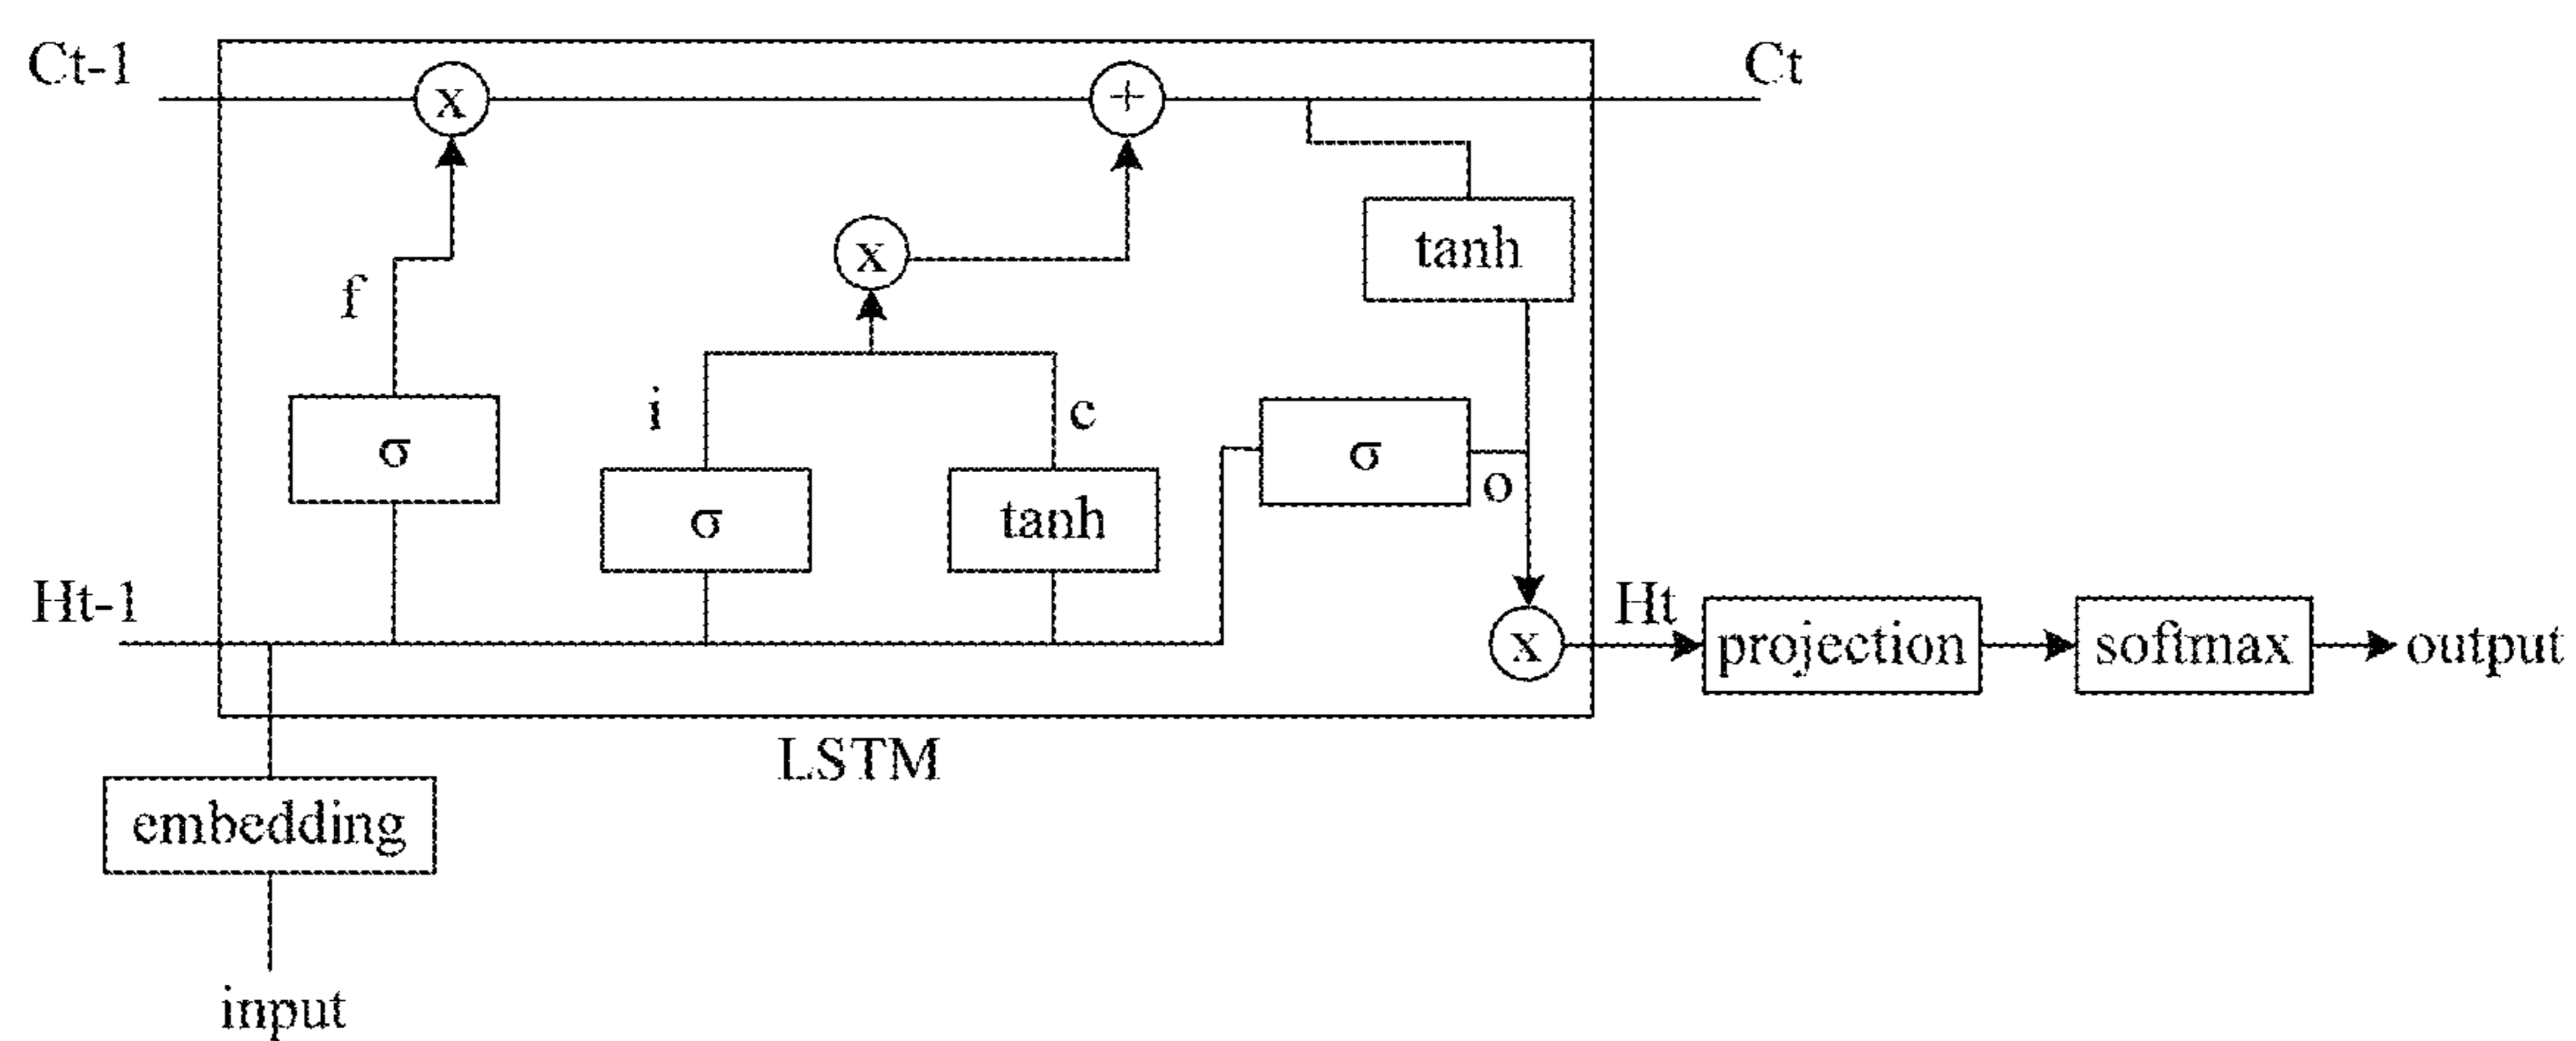 Ct-1
x
+
Ct
x
tanh
f
i
c
σ
σ
o
σ
tanh
Ht-1
x
Ht
projection
softmax
output
LSTM
embedding
input